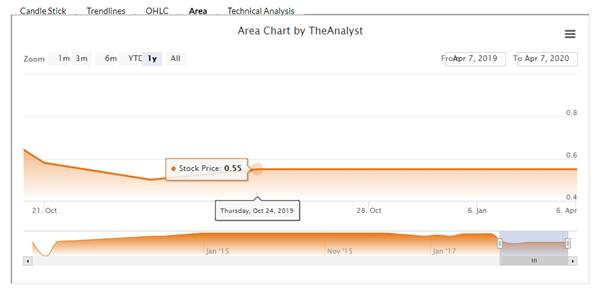 Candle Stick Trendlines OHLC Area Technical Analysis
Area Chart by TheAnalyst
Zoom 1m 3m 6m YTD 1y All From Apr 7, 2019 To Apr 7, 2020
0.8
0.6
Stock Price: 0.55
0.4
Thursday, Oct 24, 2019
21. Oct 28. Oct 6. Jan 6. Apr
Jan '15 Nov '15 Jan '17